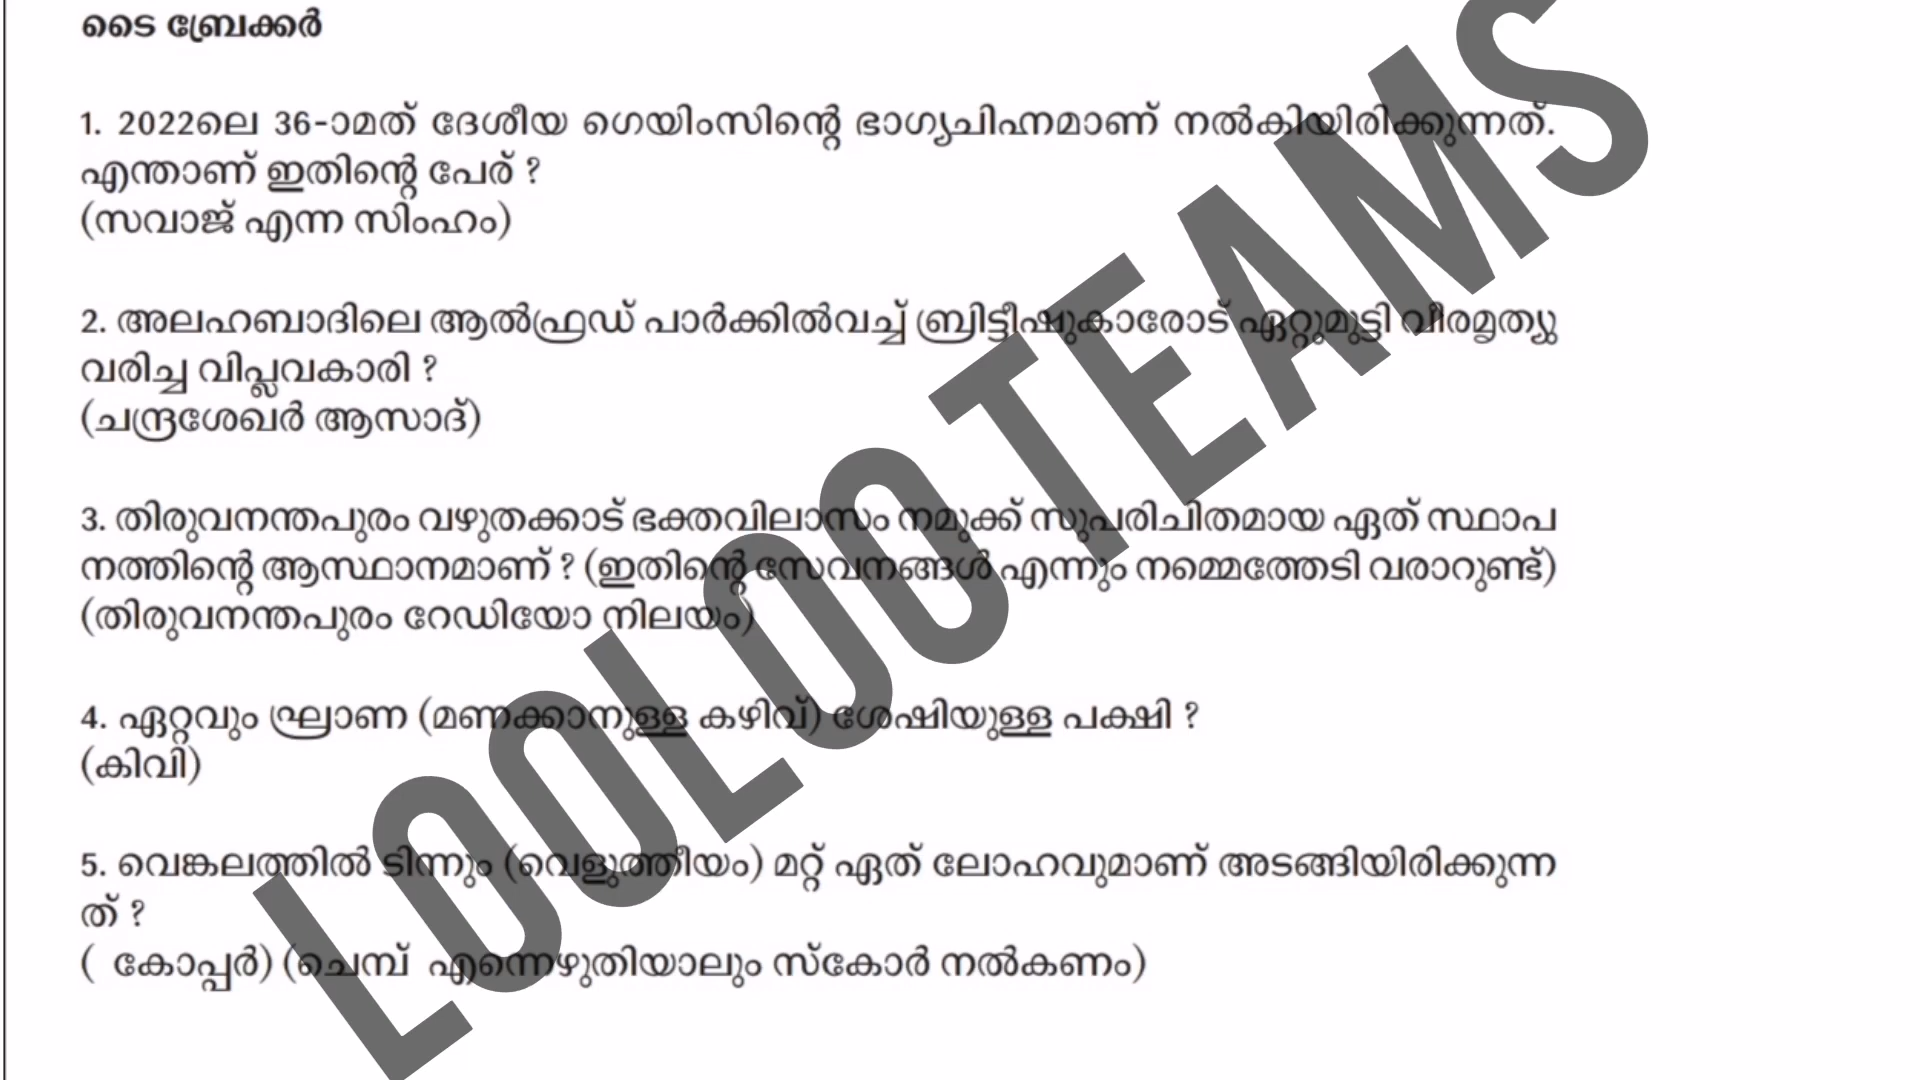 ടൈ ബ്രേക്കർ
1. 2022ലെ 36-ാമത് ദേശീയ ഗെയിംസിന്റെ ഭാഗ്യചിഹ്നമാണ് നൽകിയിരിക്കുന്നത്.
എന്താണ് ഇതിന്റെ പേര് ?
(സവാജ് എന്ന സിംഹം)
2. അലഹബാദിലെ ആൽഫ്രഡ് പാർക്കിൽവച്ച് ബ്രിട്ടീഷുകാരോട് ഏറ്റുമുട്ടി വീരമൃത്യു
വരിച്ച വിപ്ലവകാരി ?
(ചന്ദ്രശേഖർ ആസാദ്)
3. തിരുവനന്തപുരം വഴുതക്കാട് ഭക്തവിലാസം നമുക്ക് സുപരിചിതമായ ഏത് സ്ഥാപ
നത്തിന്റെ ആസ്ഥാനമാണ് ? (ഇതിന്റെ സേവനങ്ങൾ എന്നും നമ്മെത്തേടി വരാറുണ്ട്)
(തിരുവനന്തപുരം റേഡിയോ നിലയം)
4. ഏറ്റവും ഘ്രാണ (മണക്കാനുള്ള കഴിവ്) ശേഷിയുള്ള പക്ഷി ?
(കിവി)
5. വെങ്കലത്തിൽ ടിന്നും (വെളുത്തീയം) മറ്റ് ഏത് ലോഹവുമാണ് അടങ്ങിയിരിക്കുന്ന
ത് ?
( കോപ്പർ) (ചെമ്പ് എന്നെഴുതിയാലും സ്കോർ നൽകണം)
LOOLOO TEAMS